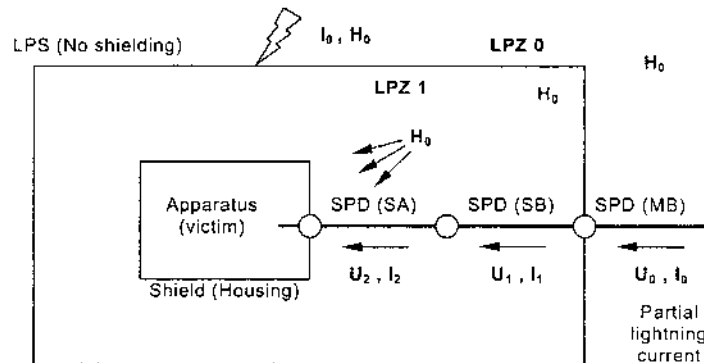 I₀ , H₀
LPZ 0
LPS (No shielding)
H₀
LPZ 1
H₀
H₀
Apparatus
(victim)
SPD (SA)
SPD (SB)
SPD (MB)
U₂ , I₂
U₁ , I₁
U₀ , I₀
Shield (Housing)
Partial
lightning
current